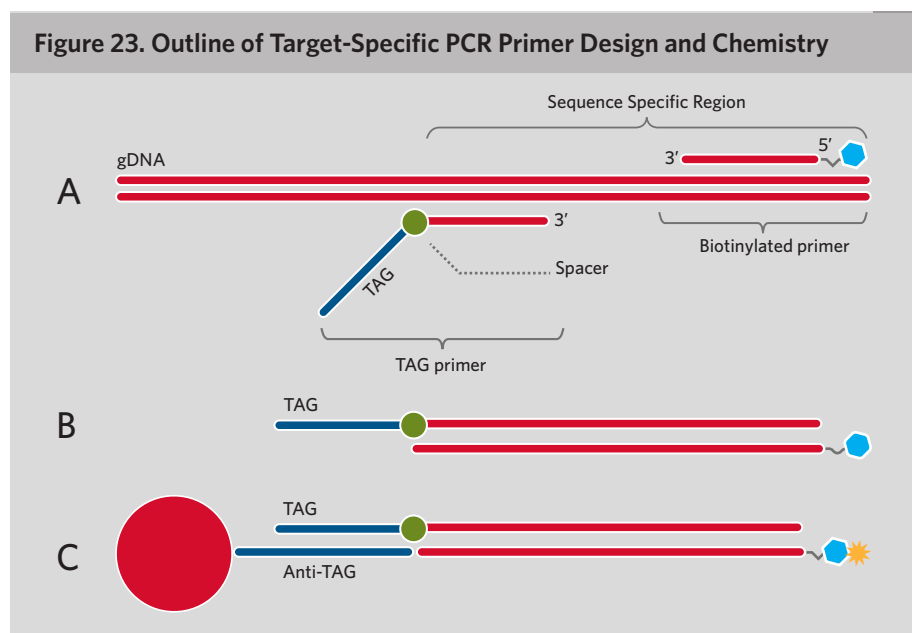 Figure 23. Outline of Target-Specific PCR Primer Design and Chemistry
Sequence Specific Region
gDNA
3’
5’
A
Biotinylated primer
3’
Spacer
TAG
TAG primer
B
TAG
C
TAG
Anti-TAG